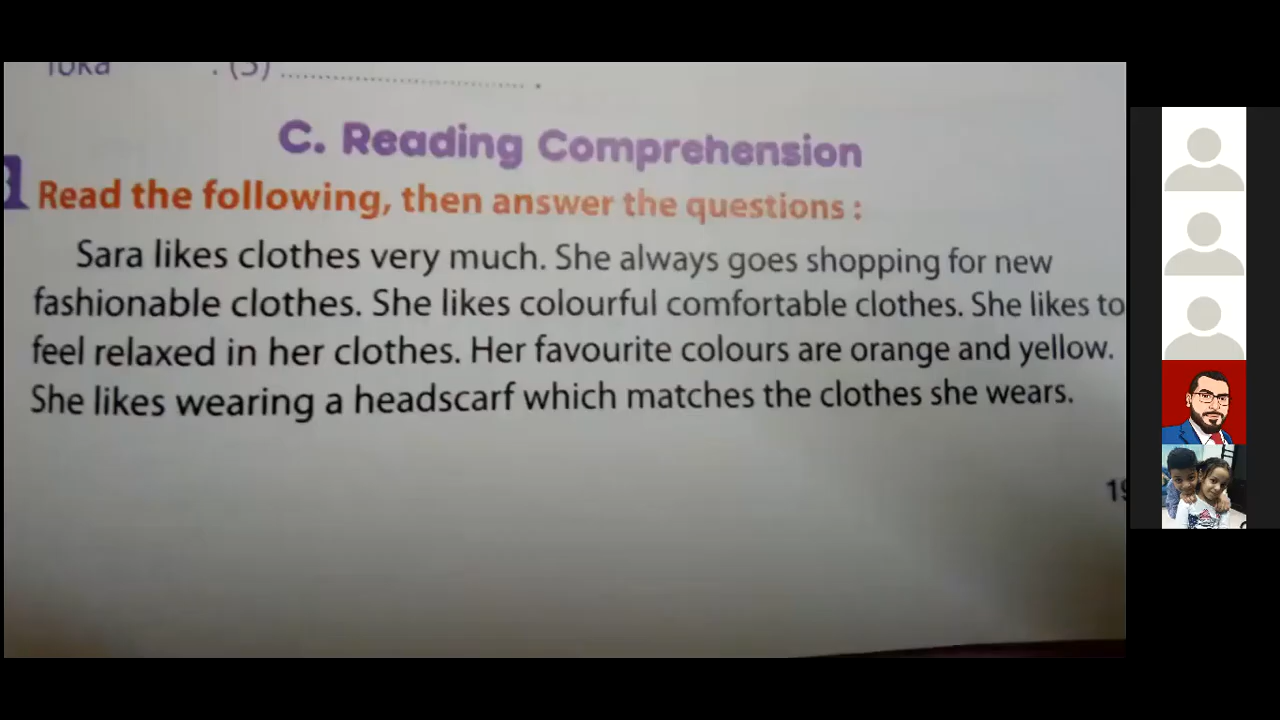 . (3) ............................ .
C. Reading Comprehension
Read the following, then answer the questions :
Sara likes clothes very much. She always goes shopping for new
fashionable clothes. She likes colourful comfortable clothes. She likes to
feel relaxed in her clothes. Her favourite colours are orange and yellow.
She likes wearing a headscarf which matches the clothes she wears.